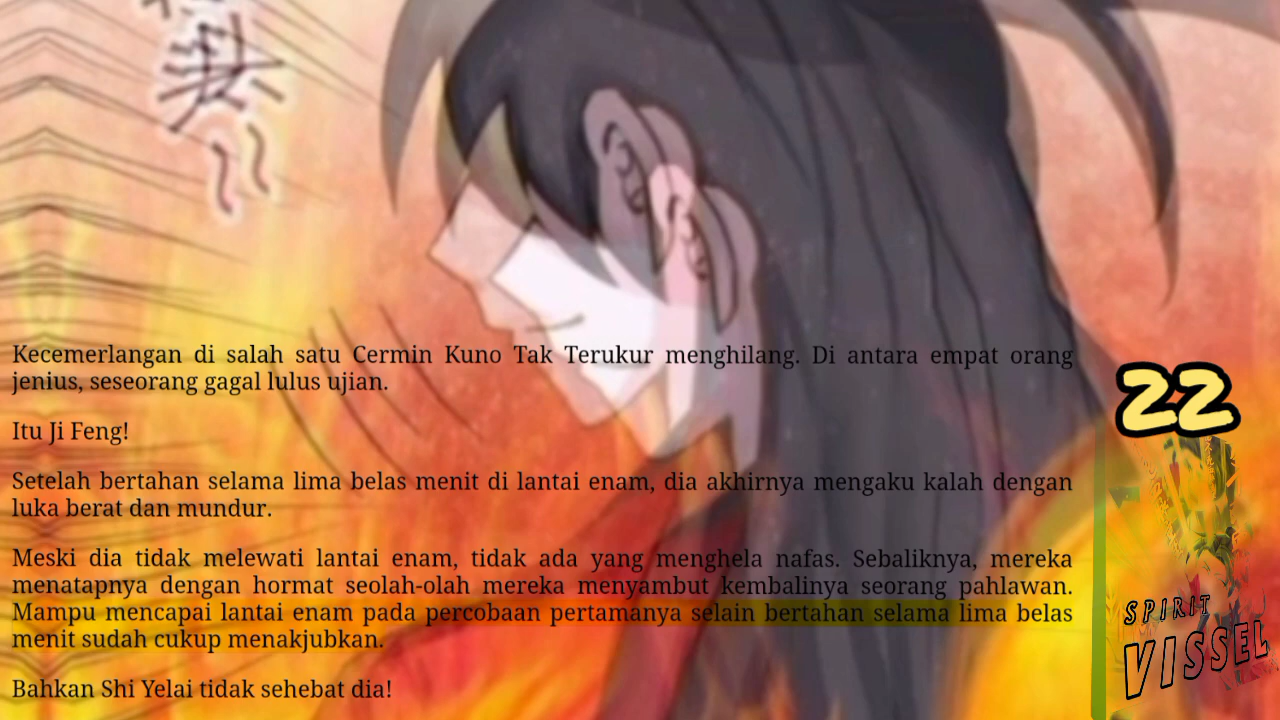 Kecemerlangan di salah satu Cermin Kuno Tak Terukur menghilang. Di antara empat orang
jenius, seseorang gagal lulus ujian.
Itu Ji Feng!
Setelah bertahan selama lima belas menit di lantai enam, dia akhirnya mengaku kalah dengan
luka berat dan mundur.
Meski dia tidak melewati lantai enam, tidak ada yang menghela nafas. Sebaliknya, mereka
menatapnya dengan hormat seolah-olah mereka menyambut kembalinya seorang pahlawan.
Mampu mencapai lantai enam pada percobaan pertamanya selain bertahan selama lima belas
menit sudah cukup menakjubkan.
Bahkan Shi Yelai tidak sehebat dia!
22
SPIRIT
VISSEL